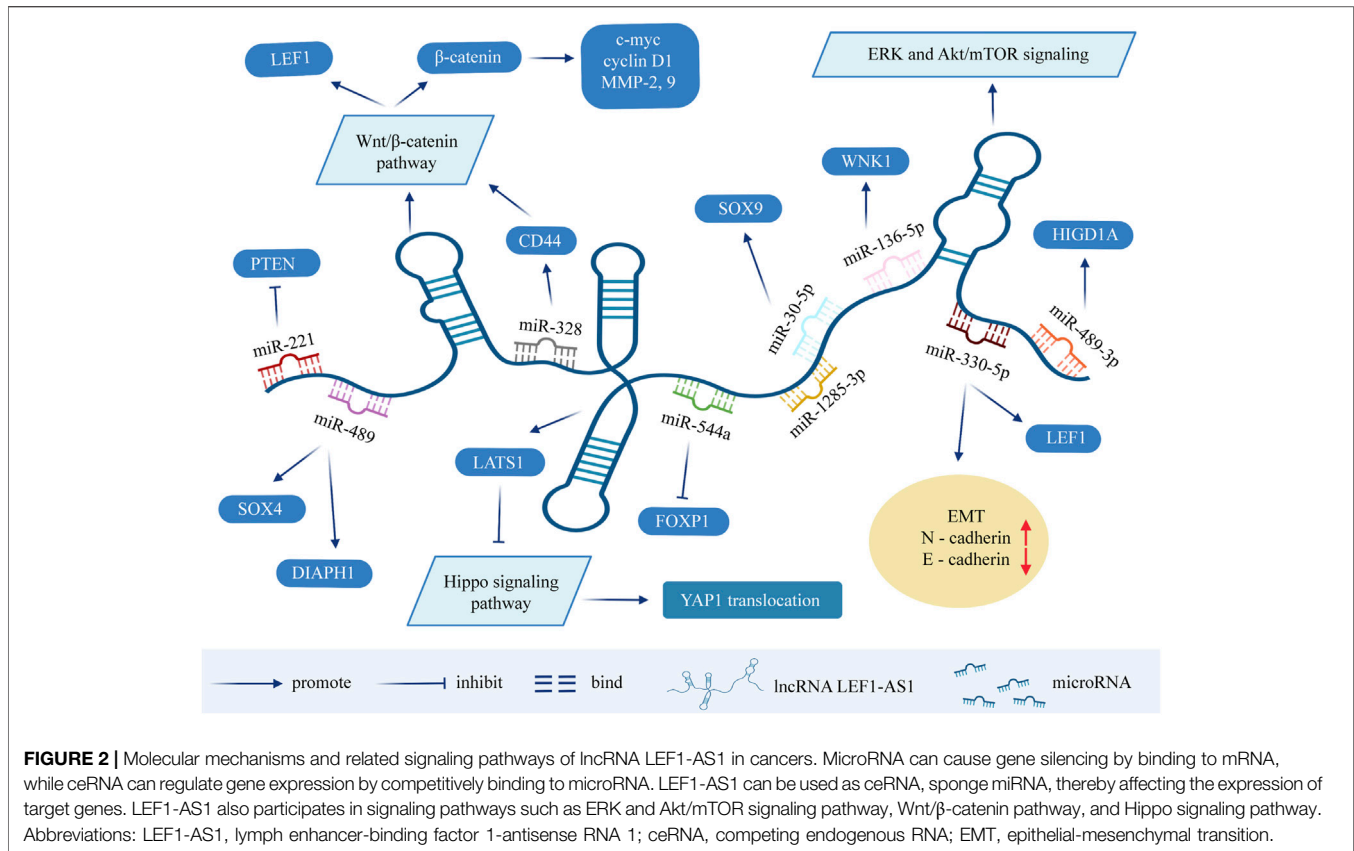 LEF1
β-catenin
c-myc
cyclin D1
MMP-2, 9
ERK and Akt/mTOR signaling
Wnt/β-catenin
pathway
WNK1
SOX9
CD44
HIGD1A
PTEN
miR-136-5p
miR-30-5p
miR-328
miR-489-3p
miR-221
miR-330-5p
miR-1285-3p
miR-489
miR-544a
LEF1
LATS1
SOX4
FOXP1
EMT
N - cadherin
E - cadherin
DIAPH1
Hippo signaling
pathway
YAP1 translocation
promote
inhibit
bind
lncRNA LEF1-AS1
microRNA
FIGURE 2 | Molecular mechanisms and related signaling pathways of lncRNA LEF1-AS1 in cancers. MicroRNA can cause gene silencing by binding to mRNA,
while ceRNA can regulate gene expression by competitively binding to microRNA. LEF1-AS1 can be used as ceRNA, sponge miRNA, thereby affecting the expression of
target genes. LEF1-AS1 also participates in signaling pathways such as ERK and Akt/mTOR signaling pathway, Wnt/β-catenin pathway, and Hippo signaling pathway.
Abbreviations: LEF1-AS1, lymph enhancer-binding factor 1-antisense RNA 1; ceRNA, competing endogenous RNA; EMT, epithelial-mesenchymal transition.